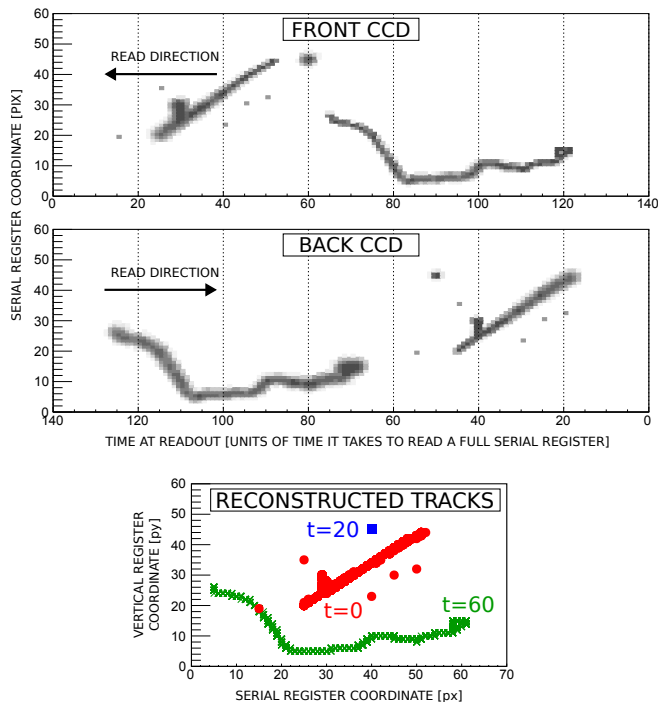 FRONT CCD
READ DIRECTION
SERIAL REGISTER COORDINATE [PIX]
60
50
40
30
20
10
0
0 20 40 60 80 100 120 140
BACK CCD
READ DIRECTION
60
50
40
30
20
10
0
140 120 100 80 60 40 20 0
TIME AT READOUT [UNITS OF TIME IT TAKES TO READ A FULL SERIAL REGISTER]
RECONSTRUCTED TRACKS
VERTICAL REGISTER
COORDINATE [py]
60
50
40
30
20
10
0
t=20
t=0
t=60
0 10 20 30 40 50 60 70
SERIAL REGISTER COORDINATE [px]